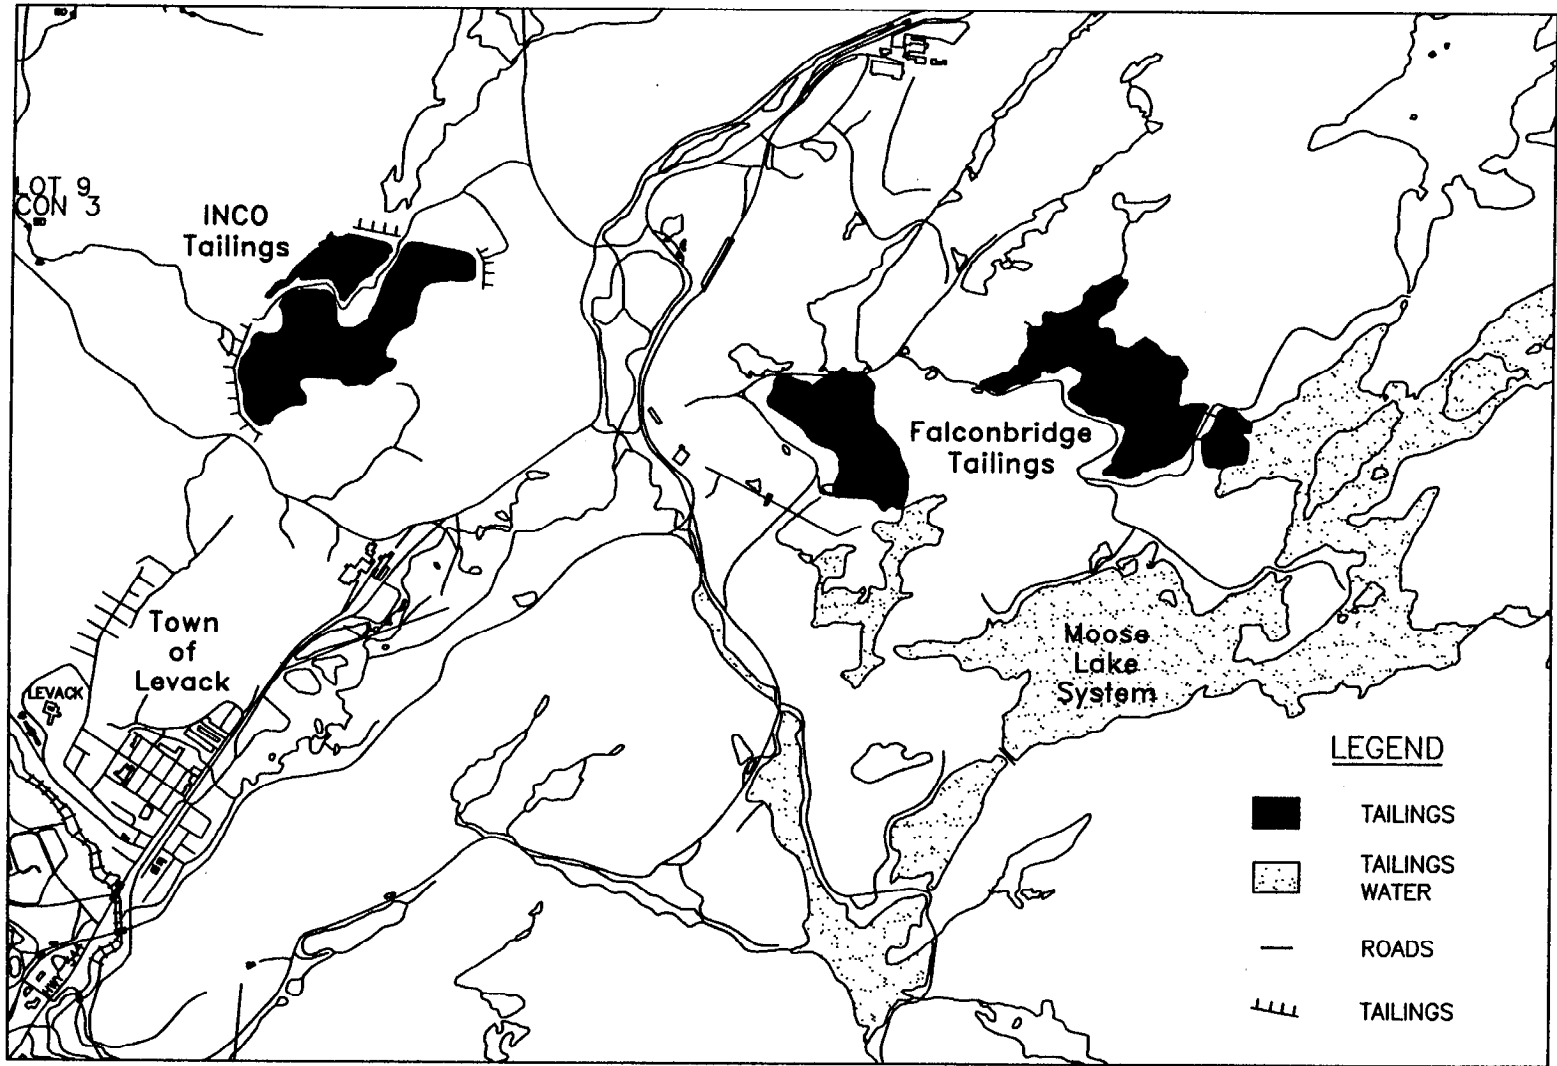 LOT 9
CON 3
INCO
Tailings
Falconbridge
Tailings
Town
of
Levack
LEVACK
Moose
Lake
System
HWY
LEGEND
TAILINGS
TAILINGS
WATER
ROADS
TAILINGS